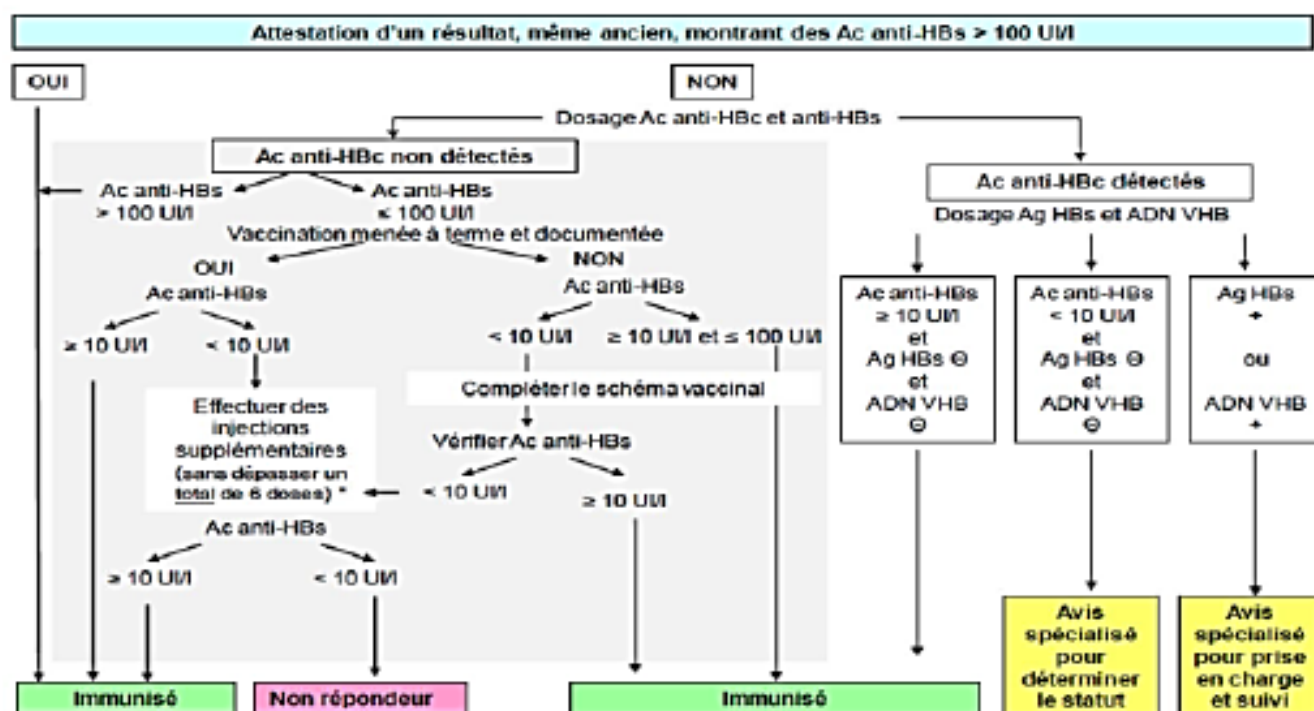 Attestation d'un résultat, même ancien, montrant des Ac anti-HBs > 100 UI/l
OUI
NON
Dosage Ac anti-HBc et anti-HBs
Ac anti-HBc non détectés
Ac anti-HBc détectés
Ac anti-HBs
> 100 UI/l
Ac anti-HBs
≤ 100 UI/l
Dosage Ag HBs et ADN VHB
Vaccination menée à terme et documentée
OUI
Ac anti-HBs
NON
Ac anti-HBs
≥ 10 UI/l
< 10 UI/l
< 10 UI/l
≥ 10 UI/l et ≤ 100 UI/l
Ac anti-HBs
≥ 10 UI/l
et
Ag HBs ⊖
et
ADN VHB
⊖
Ac anti-HBs
< 10 UI/l
et
Ag HBs ⊖
et
ADN VHB
⊖
Ag HBs
+
ou
ADN VHB
+
Compléter le schéma vaccinal
Effectuer des
injections
supplémentaires
(sans dépasser un
total de 6 doses) *
Vérifier Ac anti-HBs
< 10 UI/l
≥ 10 UI/l
Ac anti-HBs
≥ 10 UI/l
< 10 UI/l
Immunisé
Non répondeur
Immunisé
Avis
spécialisé
pour
déterminer
le statut
Avis
spécialisé
pour prise
en charge
et suivi